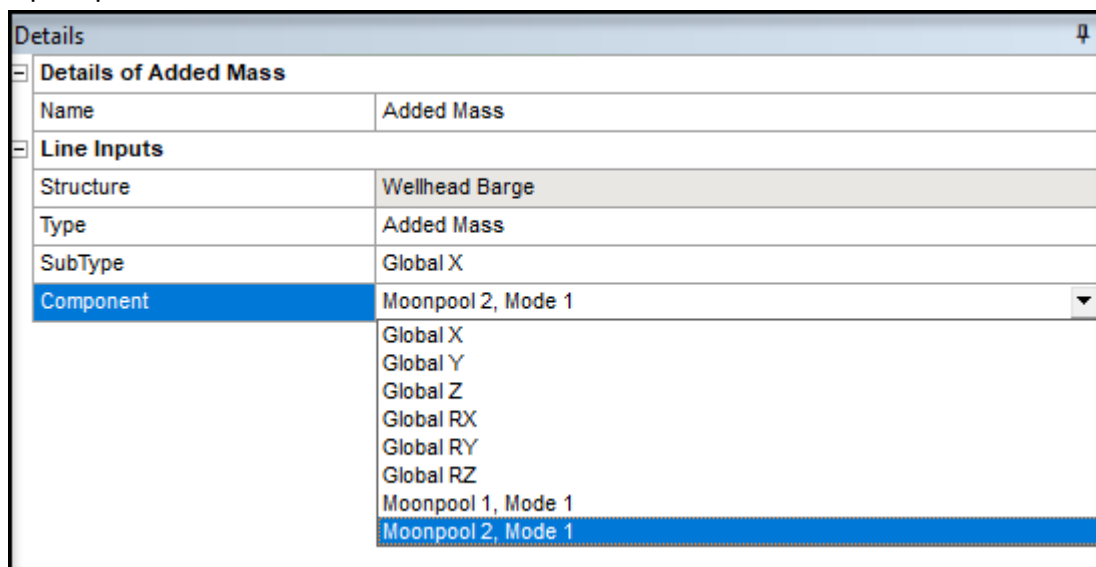 Details
Details of Added Mass
Name Added Mass
Line Inputs
Structure Wellhead Barge
Type Added Mass
SubType Global X
Component Moonpool 2, Mode 1
Global X
Global Y
Global Z
Global RX
Global RY
Global RZ
Moonpool 1, Mode 1
Moonpool 2, Mode 1